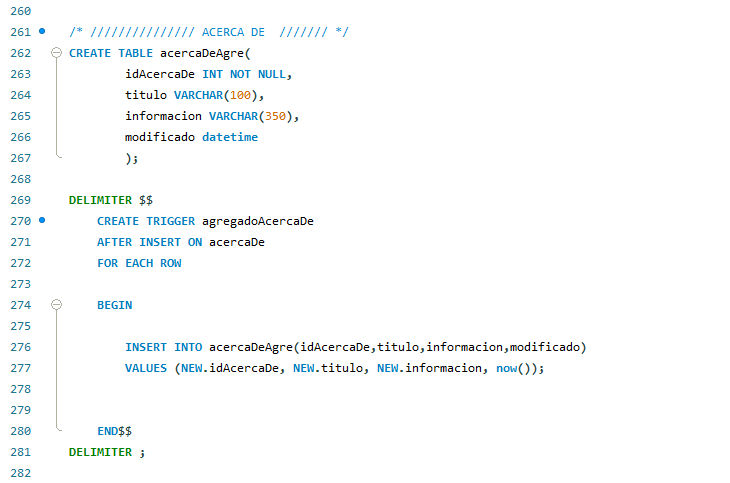 260
261 /* /////////////// ACERCA DE /////// */
262 CREATE TABLE acercaDeAgre(
263 idAcercaDe INT NOT NULL,
264 titulo VARCHAR(100),
265 informacion VARCHAR(350),
266 modificado datetime
267 );
268
269 DELIMITER $$
270 CREATE TRIGGER agregadoAcercaDe
271 AFTER INSERT ON acercaDe
272 FOR EACH ROW
273
274 BEGIN
275
276 INSERT INTO acercaDeAgre(idAcercaDe,titulo,informacion,modificado)
277 VALUES (NEW.idAcercaDe, NEW.titulo, NEW.informacion, now());
278
279
280 END$$
281 DELIMITER ;
282